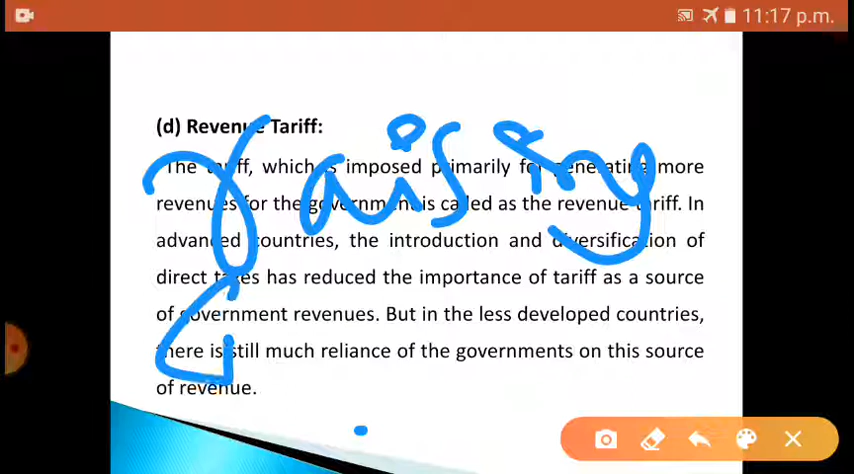 11:17 p.m.
(d) Revenue Tariff:
The tariff, which is imposed primarily for generating more
revenues for the government is called as the revenue tariff. In
advanced countries, the introduction and diversification of
direct taxes has reduced the importance of tariff as a source
of government revenues. But in the less developed countries,
there is still much reliance of the governments on this source
of revenue.